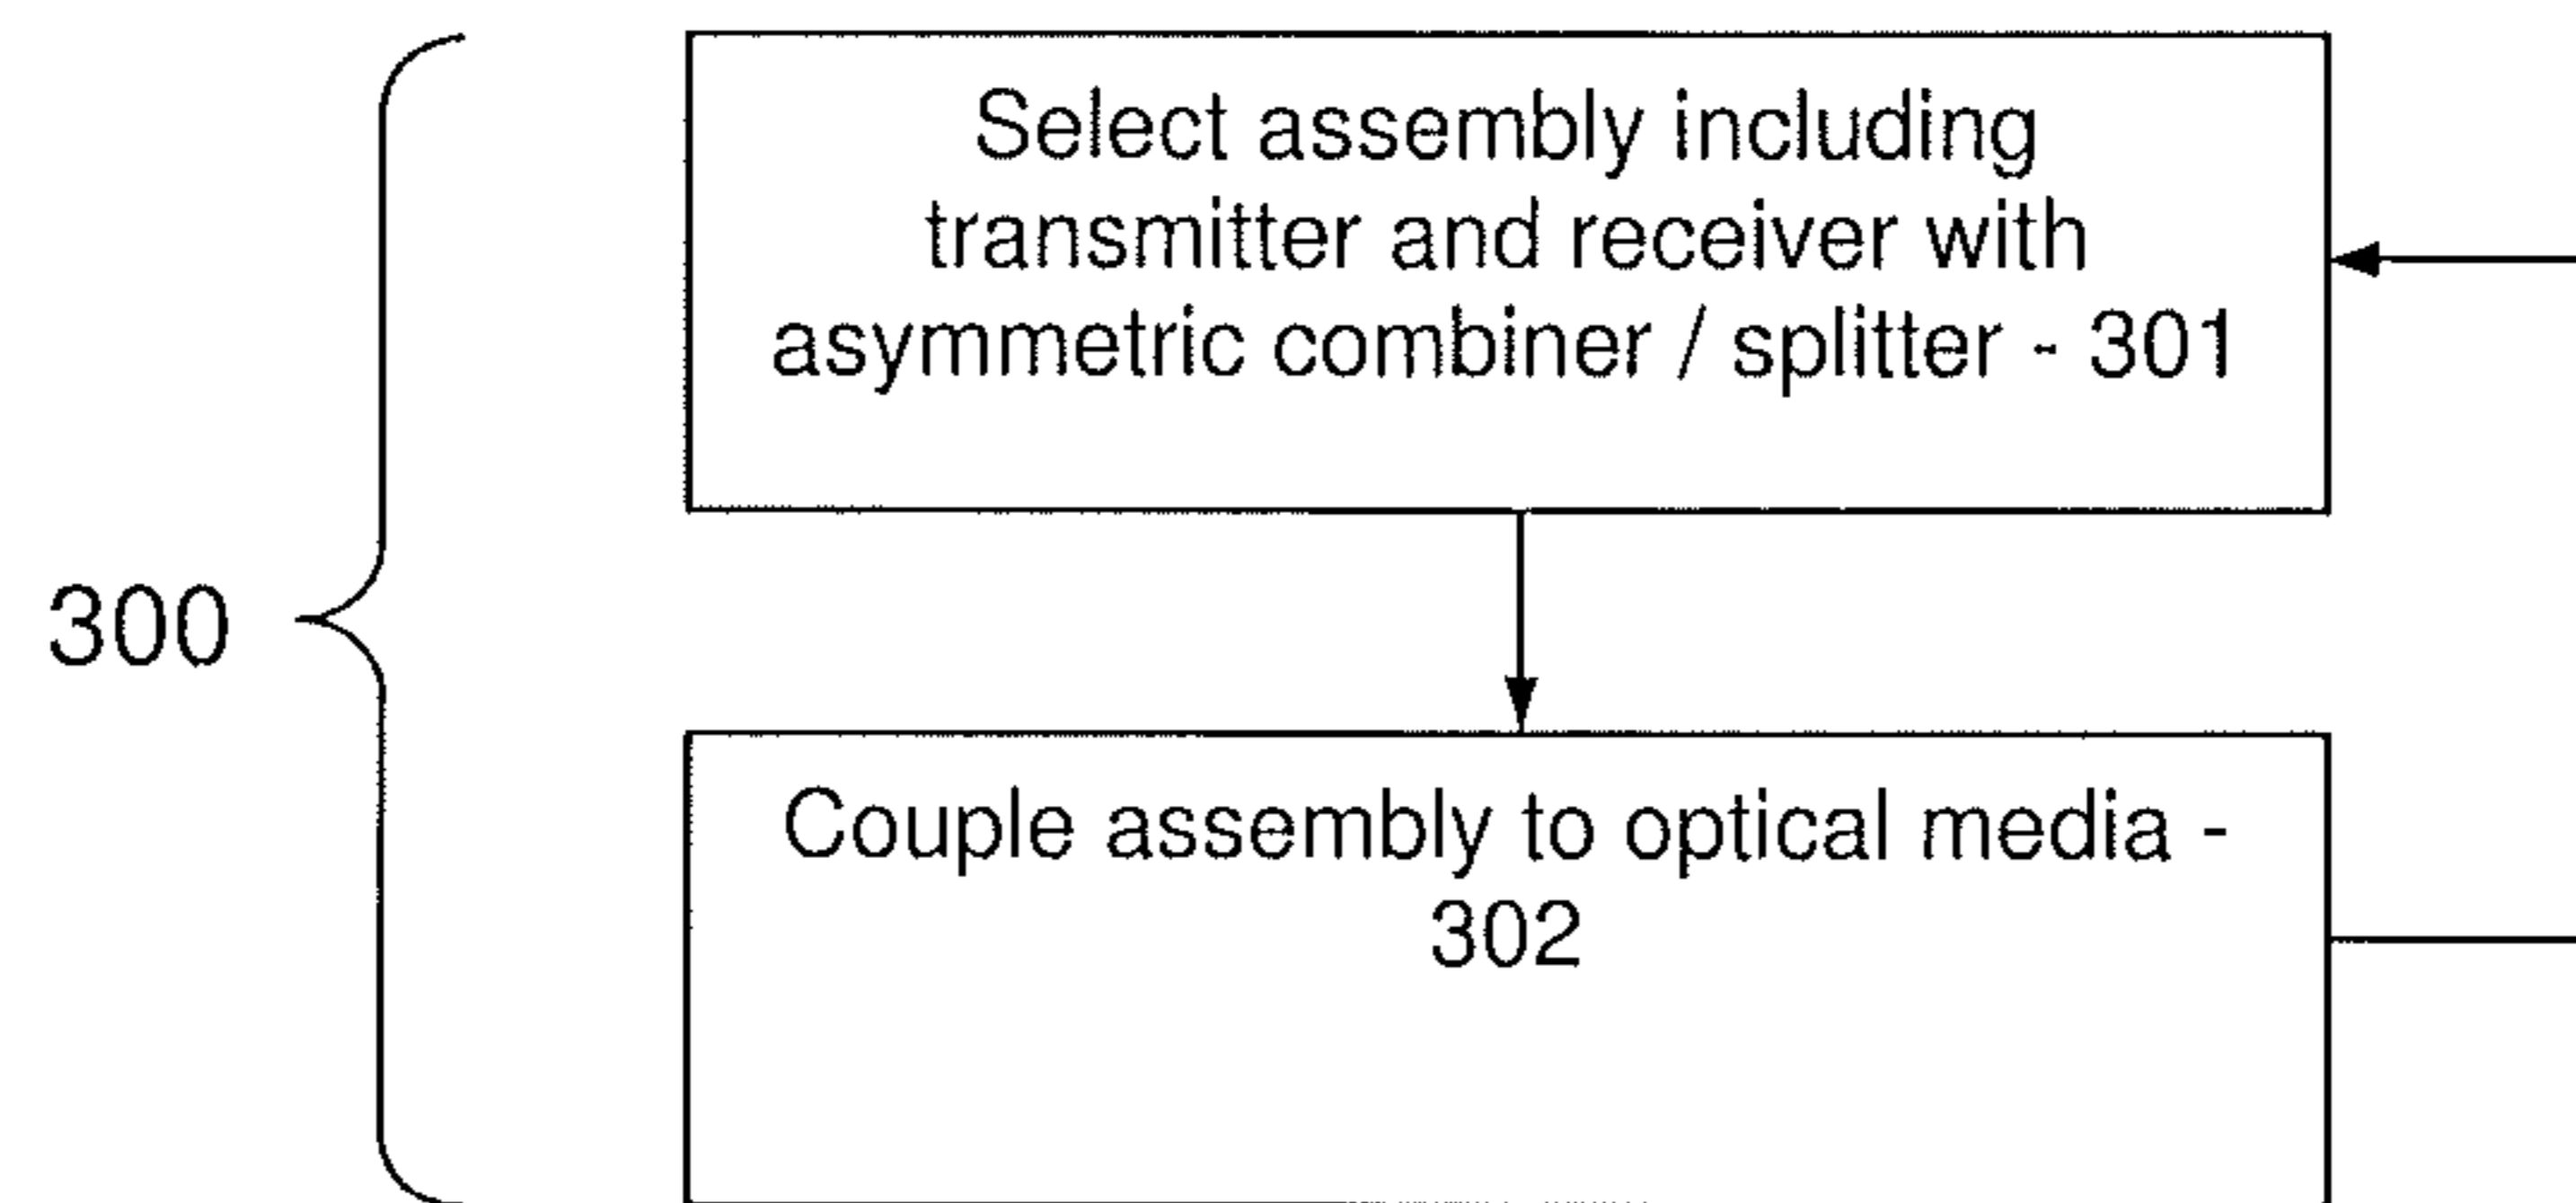 Select assembly including
transmitter and receiver with
asymmetric combiner / splitter - 301
300
Couple assembly to optical media -
302